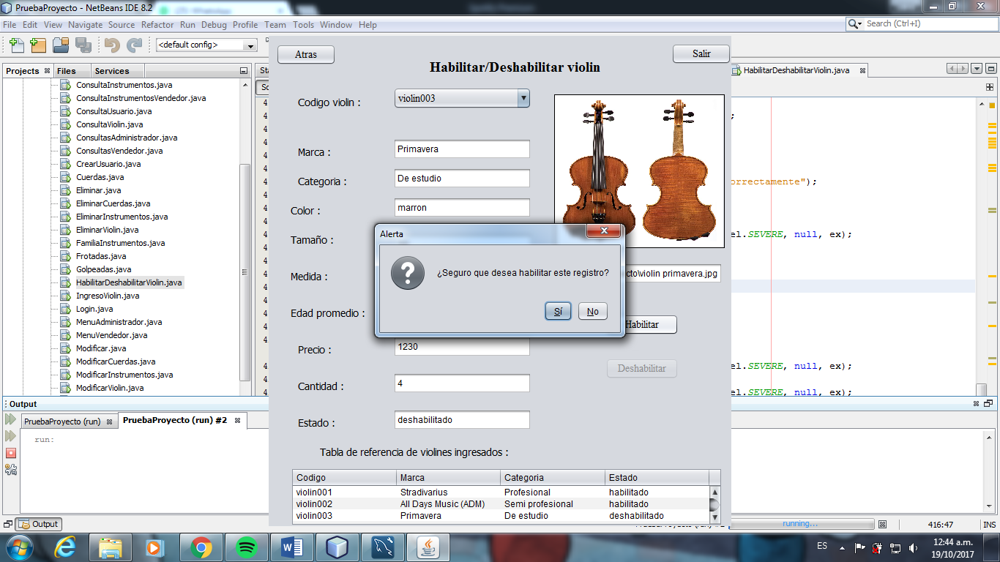 PruebaProyecto - NetBeans IDE 8.2
File Edit View Navigate Source Refactor Run Debug Profile Team Tools Window Help
Search (Ctrl+I)
<default config>
Projects Files Services
HabilitarDeshabilitarViolin.java
ConsultaInstrumentos.java
ConsultaInstrumentosVendedor.java
ConsultaUsuario.java
ConsultaViolin.java
ConsultasAdministrador.java
ConsultasVendedor.java
CrearUsuario.java
Cuerdas.java
Eliminar.java
EliminarCuerdas.java
EliminarInstrumentos.java
EliminarViolin.java
FamiliaInstrumentos.java
Frotadas.java
Golpeadas.java
HabilitarDeshabilitarViolin.java
IngresoViolin.java
Login.java
MenuAdministrador.java
MenuVendedor.java
Modificar.java
ModificarCuerdas.java
ModificarInstrumentos.java
ModificarViolin.java
Atras
Salir
Habilitar/Deshabilitar violin
Codigo violin : violin003
Marca : Primavera
Categoria : De estudio
Color : marron
Tamaño :
Medida :
cto\violin primavera.jpg
Edad promedio :
Habilitar
Precio : 1230
Deshabilitar
Cantidad : 4
Estado : deshabilitado
Alerta
¿Seguro que desea habilitar este registro?
Sí No
Tabla de referencia de violines ingresados :
Codigo Marca Categoria Estado
violin001 Stradivarius Profesional habilitado
violin002 All Days Music (ADM) Semi profesional habilitado
violin003 Primavera De estudio deshabilitado
;
orrectamente");
el.SEVERE, null, ex);
el.SEVERE, null, ex);
el.SEVERE, null, ex);
Output
PruebaProyecto (run) PruebaProyecto (run) #2
run:
Output
running...
416:47 INS
ES
12:44 a.m.
19/10/2017